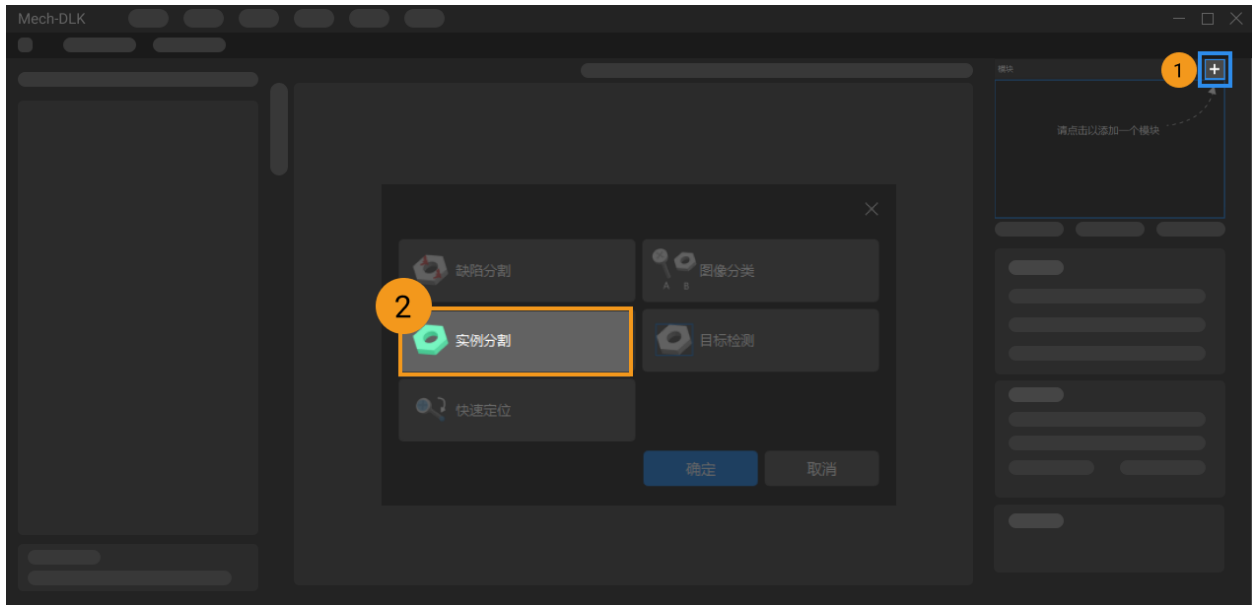 Mech-DLK
模块
1
请点击以添加一个模块
缺陷分割
图像分类
A B
2
实例分割
目标检测
快速定位
确定
取消